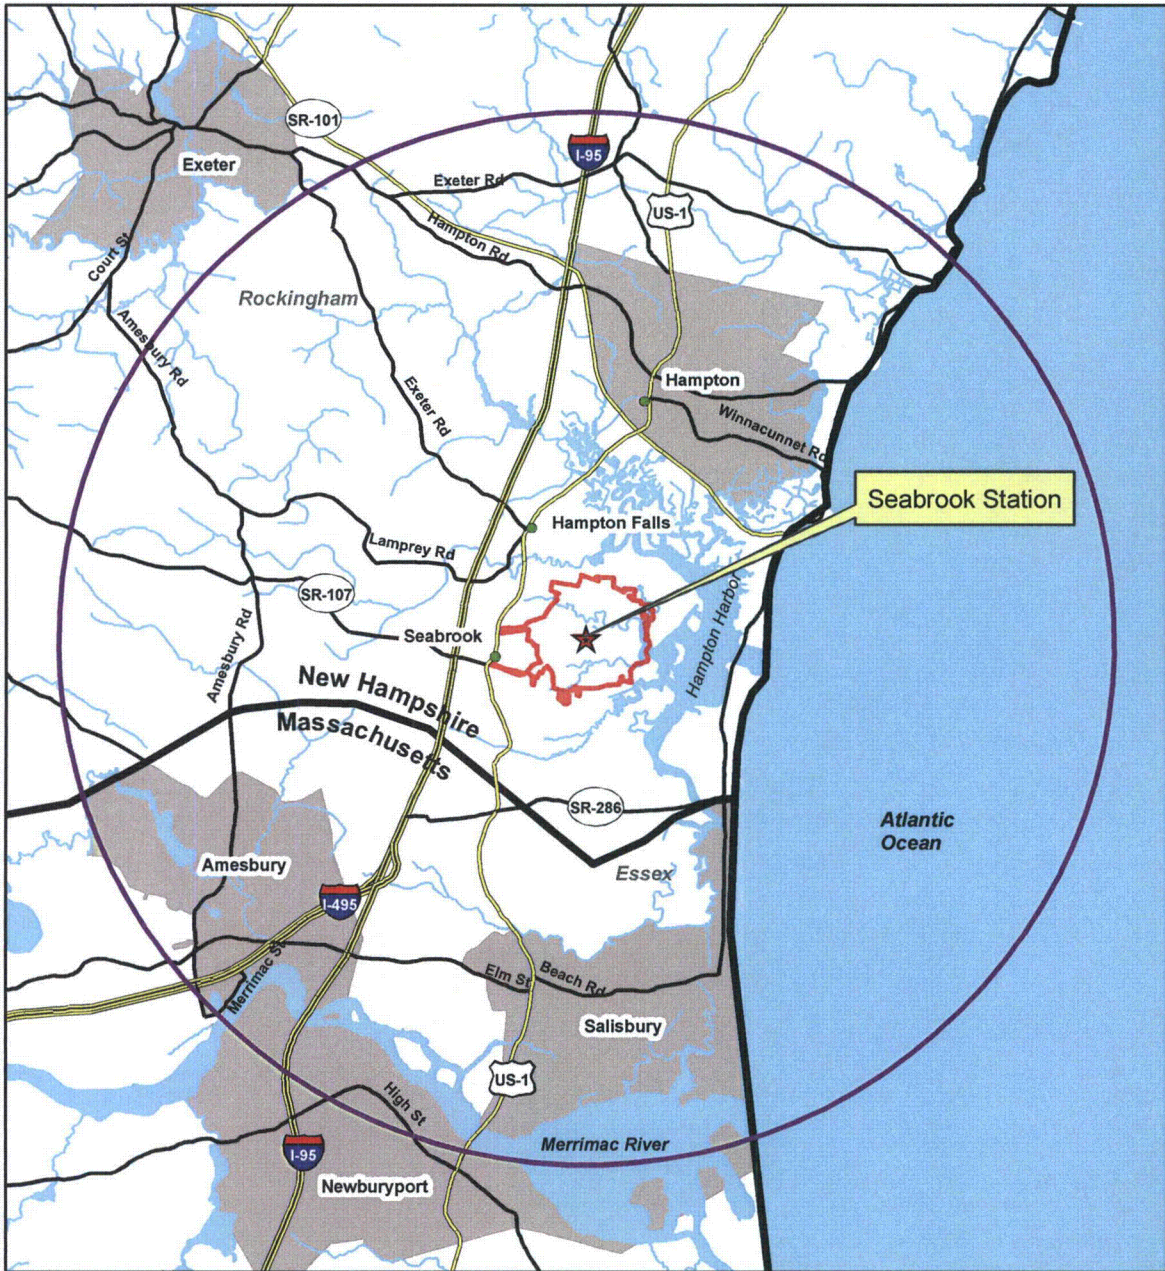 SR-101
I-95
Exeter
Exeter Rd
US-1
Hampton Rd
Court St
Rockingham
Amesbury Rd
Exeter Rd
Hampton
Winnacunnet Rd
Seabrook Station
Hampton Falls
Lamprey Rd
SR-107
Hampton Harbor
Seabrook
Amesbury Rd
New Hampshire
Massachusetts
SR-286
Atlantic
Ocean
Amesbury
Essex
I-495
Merrimac St
Elm St
Beach Rd
Salisbury
US-1
High St
Merrimac River
I-95
Newburyport